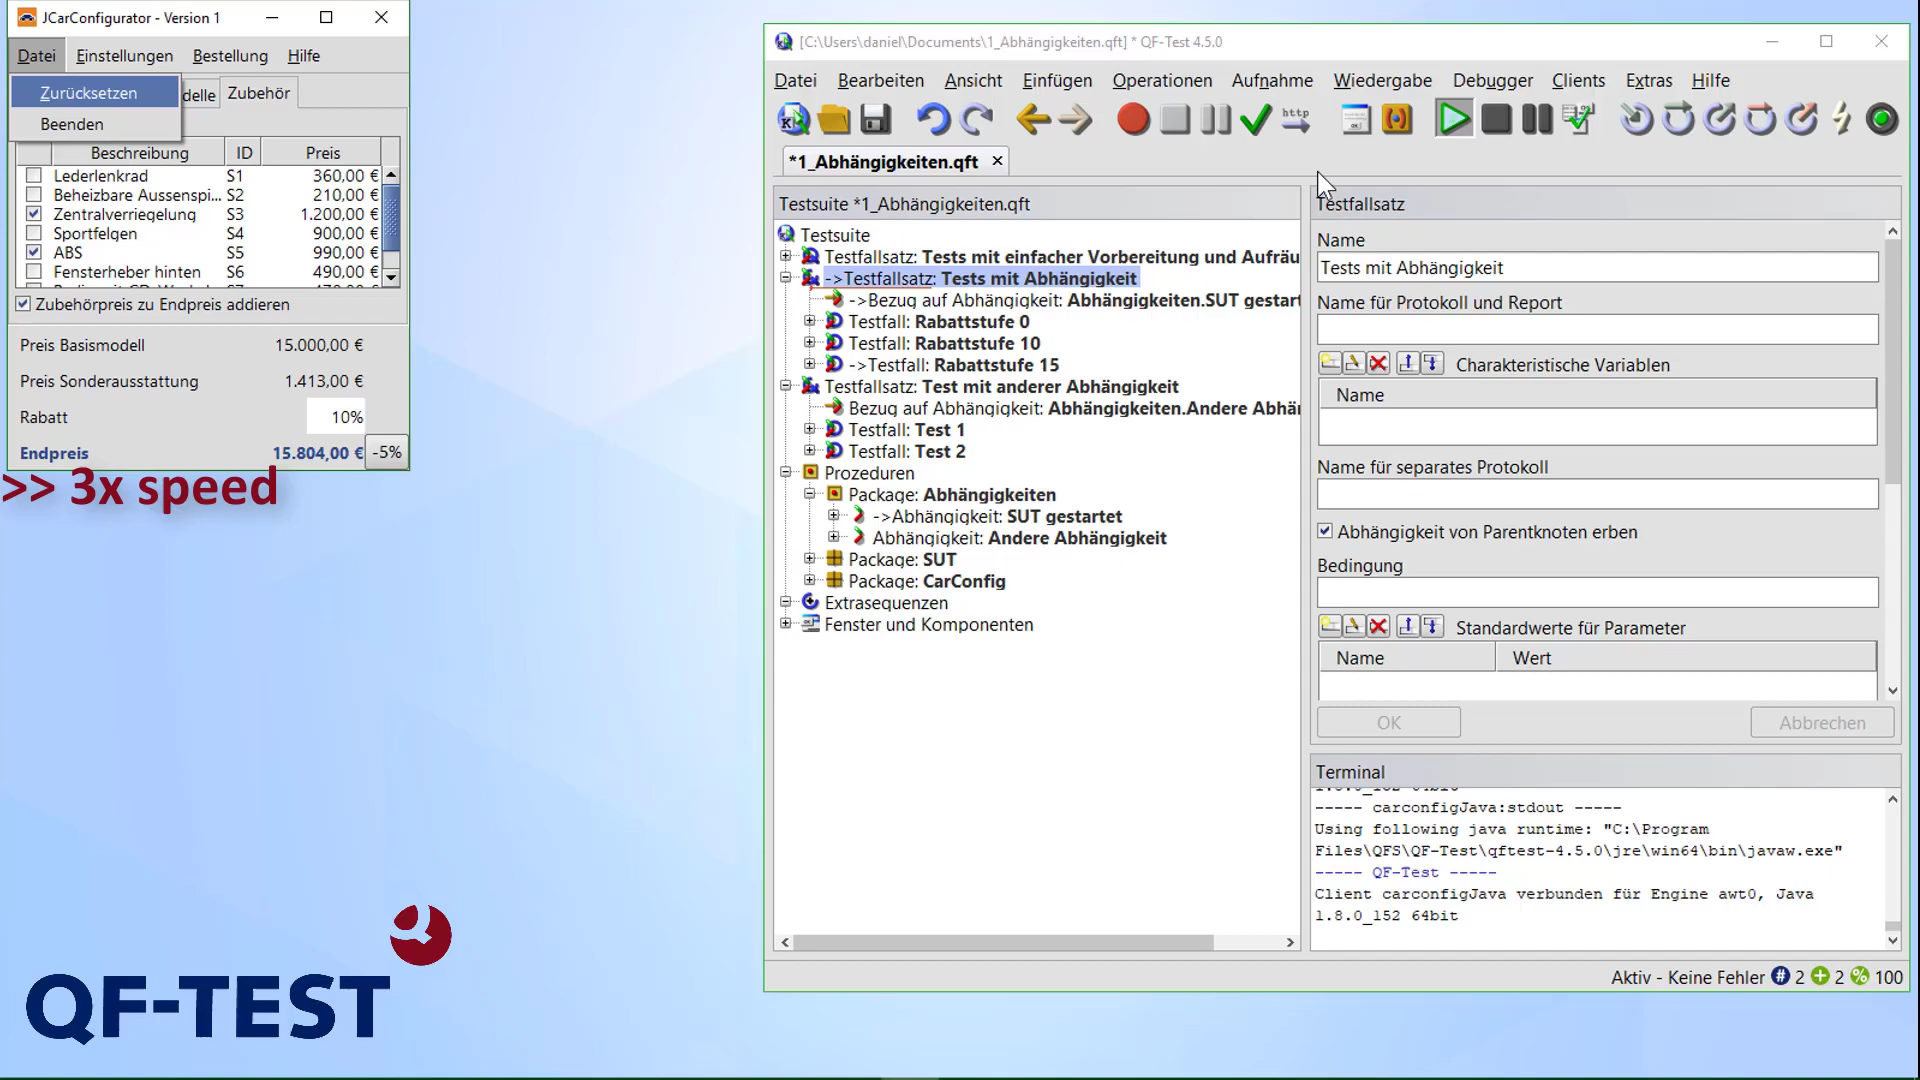 JCarConfigurator - Version 1
Datei Einstellungen Bestellung Hilfe
Zurücksetzen
delle Zubehör
Beenden
Beschreibung ID Preis
Lederlenkrad S1 360,00 €
Beheizbare Aussenspi... S2 210,00 €
Zentralverriegelung S3 1.200,00 €
Sportfelgen S4 900,00 €
ABS S5 990,00 €
Fensterheber hinten S6 490,00 €
Zubehörpreis zu Endpreis addieren
Preis Basismodell 15.000,00 €
Preis Sonderausstattung 1.413,00 €
Rabatt 10%
Endpreis 15.804,00 € -5%
>> 3x speed
QF-TEST
[C:\Users\daniel\Documents\1_Abhängigkeiten.qft] * QF-Test 4.5.0
Datei Bearbeiten Ansicht Einfügen Operationen Aufnahme Wiedergabe Debugger Clients Extras Hilfe
http
*1_Abhängigkeiten.qft
Testsuite *1_Abhängigkeiten.qft
Testsuite
Testfallsatz: Tests mit einfacher Vorbereitung und Aufräu
->Testfallsatz: Tests mit Abhängigkeit
->Bezug auf Abhängigkeit: Abhängigkeiten.SUT gestart
Testfall: Rabattstufe 0
Testfall: Rabattstufe 10
->Testfall: Rabattstufe 15
Testfallsatz: Test mit anderer Abhängigkeit
Bezug auf Abhängigkeit: Abhängigkeiten.Andere Abhän
Testfall: Test 1
Testfall: Test 2
Prozeduren
Package: Abhängigkeiten
->Abhängigkeit: SUT gestartet
Abhängigkeit: Andere Abhängigkeit
Package: SUT
Package: CarConfig
Extrasequenzen
Fenster und Komponenten
Testfallsatz
Name
Tests mit Abhängigkeit
Name für Protokoll und Report
Charakteristische Variablen
Name
Name für separates Protokoll
Abhängigkeit von Parentknoten erben
Bedingung
Standardwerte für Parameter
Name Wert
OK Abbrechen
Terminal
1.8.0_152 64bit
----- carconfigJava:stdout -----
Using following java runtime: "C:\Program
Files\QFS\QF-Test\qftest-4.5.0\jre\win64\bin\javaw.exe"
----- QF-Test -----
Client carconfigJava verbunden für Engine awt0, Java
1.8.0_152 64bit
Aktiv - Keine Fehler 2 2 100